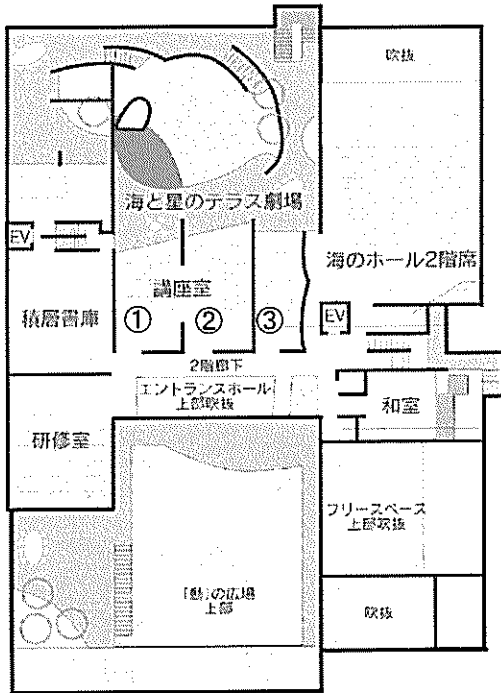 吹抜
海と星のテラス劇場
EV
海のホール2階席
講座室
積層書庫
①
②
③
EV
2階廊下
エントランスホール
上部吹抜
和室
研修室
フリースペース
上部吹抜
「動」の広場
上部
吹抜